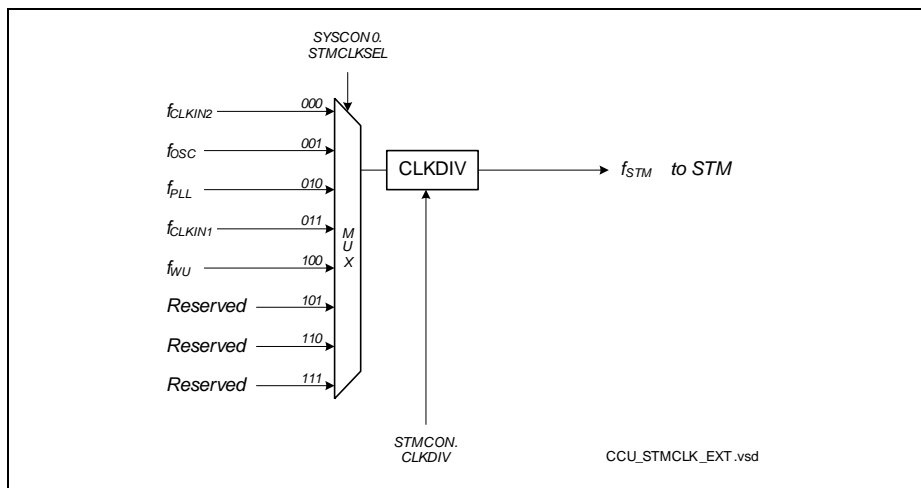 SYSCON0.
STMCLKSEL
fCLKIN2 000
fOSC 001
fPLL 010
fCLKIN1 011
fWU 100
Reserved 101
Reserved 110
Reserved 111
MUX
CLKDIV
fSTM to STM
STMCON.
CLKDIV
CCU_STMCLK_EXT.vsd